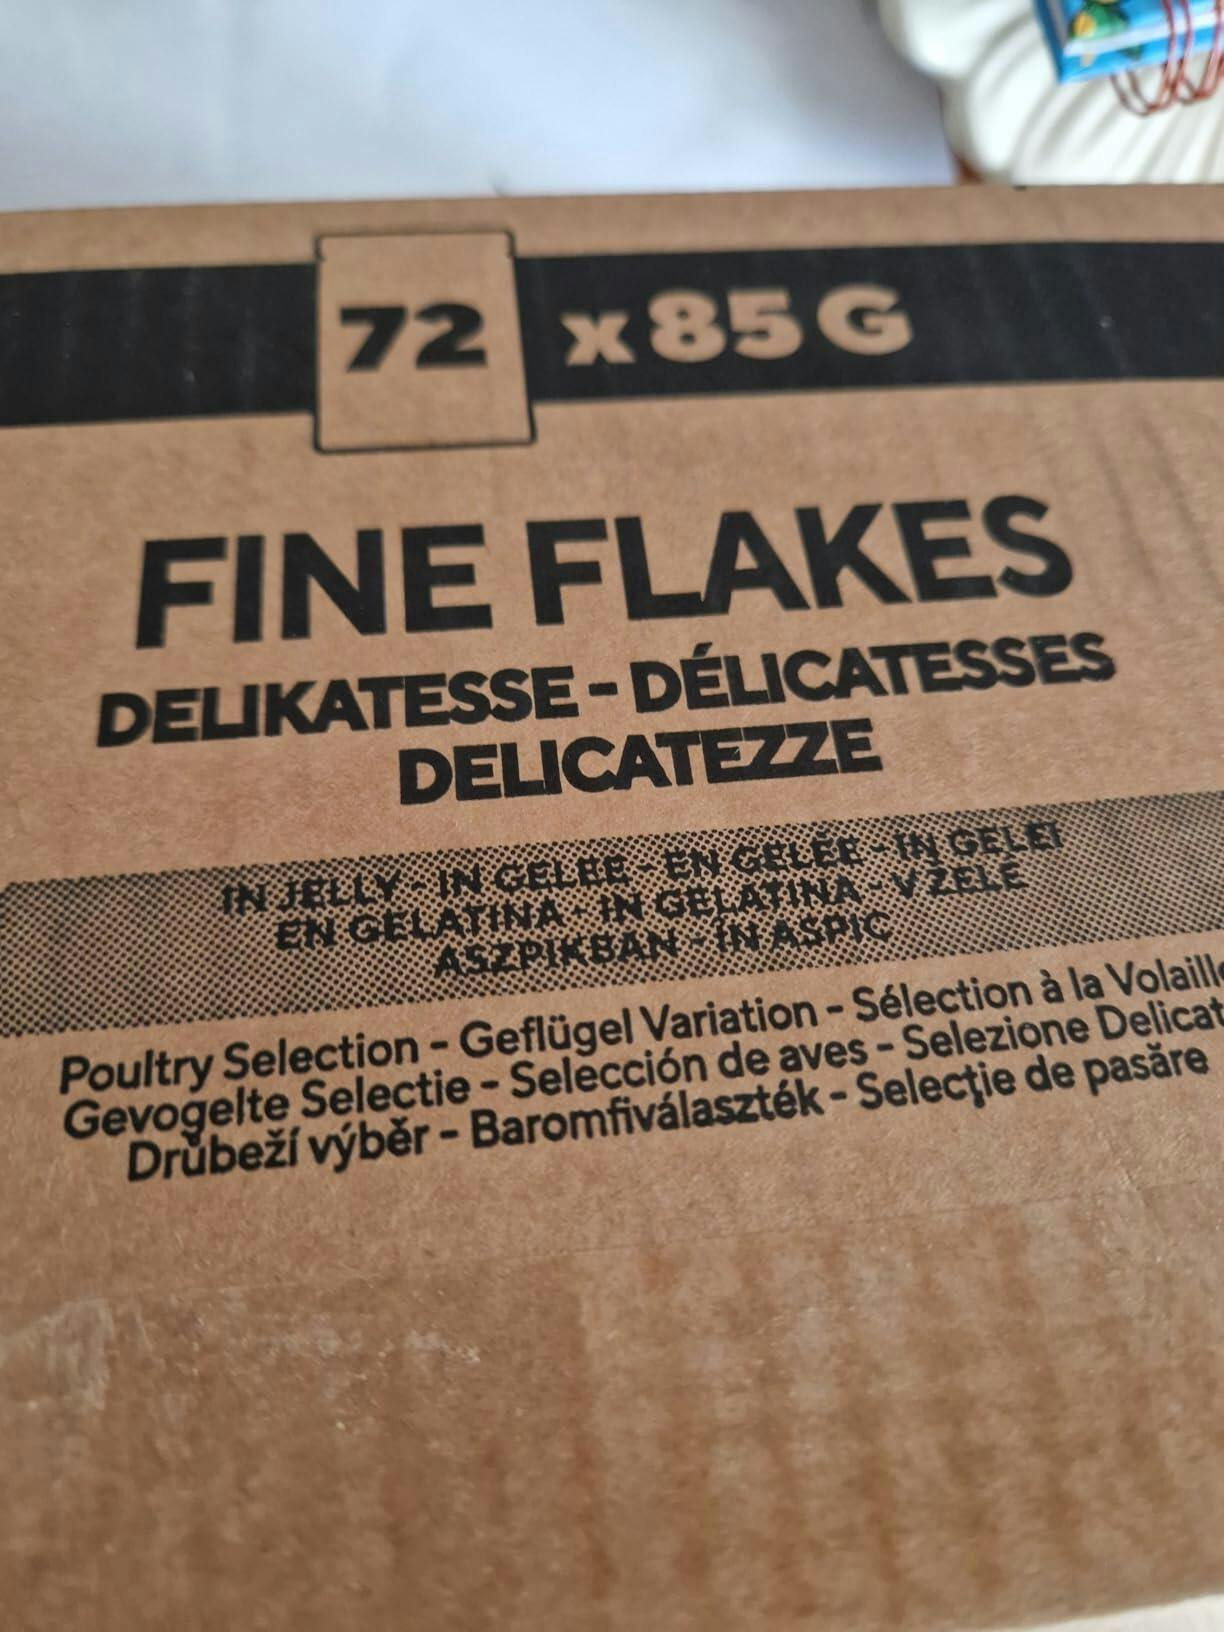 72 x 85 G
FINE FLAKES
DELIKATESSE - DÉLICATESSES
DELICATEZZE
IN JELLY - IN GELEE - EN GELÉE - IN GELEI
EN GELATINA - IN GELATINA - V ŽELÉ
ASZPIKBAN - ÎN ASPIC
Poultry Selection - Geflügel Variation - Sélection à la Volaille
Gevogelte Selectie - Selección de aves - Selezione Delicat
Drůbeží výběr - Baromfiválaszték - Selecţie de pasăre